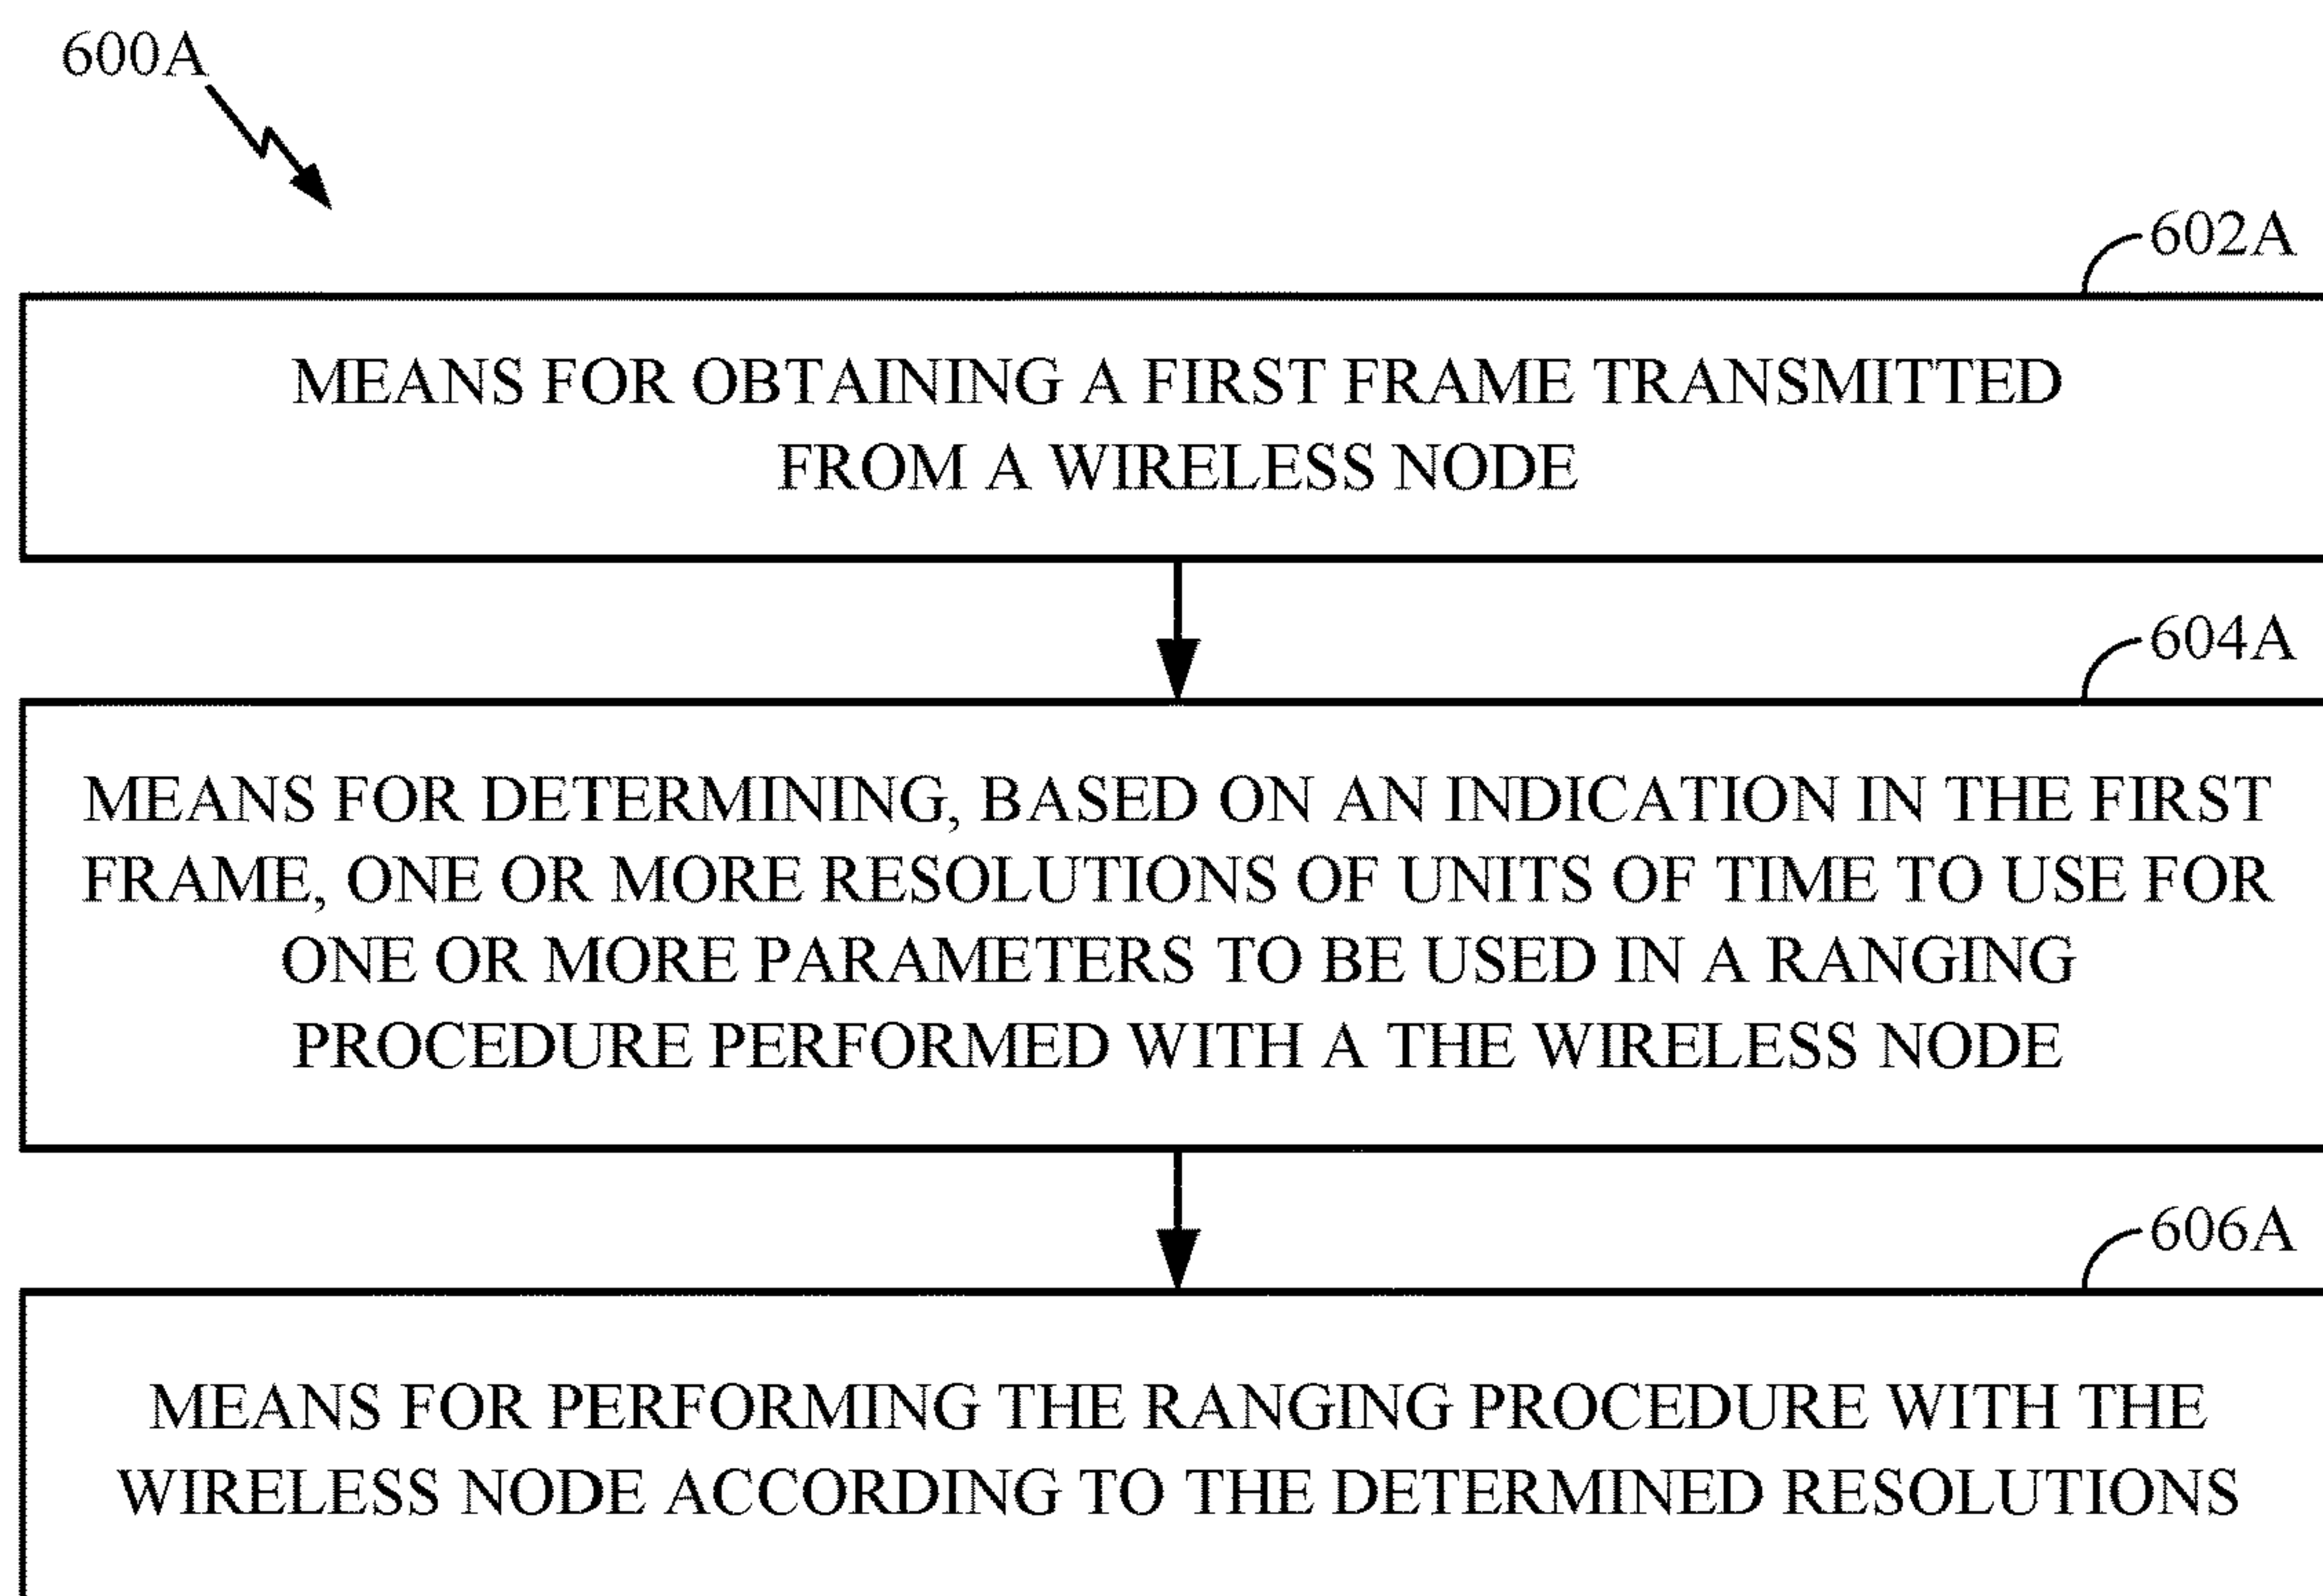 600A
602A
MEANS FOR OBTAINING A FIRST FRAME TRANSMITTED
FROM A WIRELESS NODE
604A
MEANS FOR DETERMINING, BASED ON AN INDICATION IN THE FIRST
FRAME, ONE OR MORE RESOLUTIONS OF UNITS OF TIME TO USE FOR
ONE OR MORE PARAMETERS TO BE USED IN A RANGING
PROCEDURE PERFORMED WITH A THE WIRELESS NODE
606A
MEANS FOR PERFORMING THE RANGING PROCEDURE WITH THE
WIRELESS NODE ACCORDING TO THE DETERMINED RESOLUTIONS